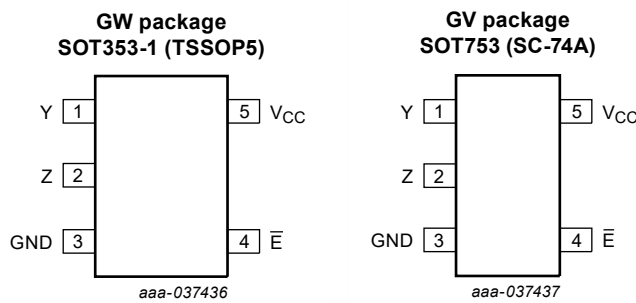 GW package
SOT353-1 (TSSOP5)
Y 1 5 VCC
Z 2
GND 3 4 E̅
aaa-037436
GV package
SOT753 (SC-74A)
Y 1 5 VCC
Z 2
GND 3 4 E̅
aaa-037437